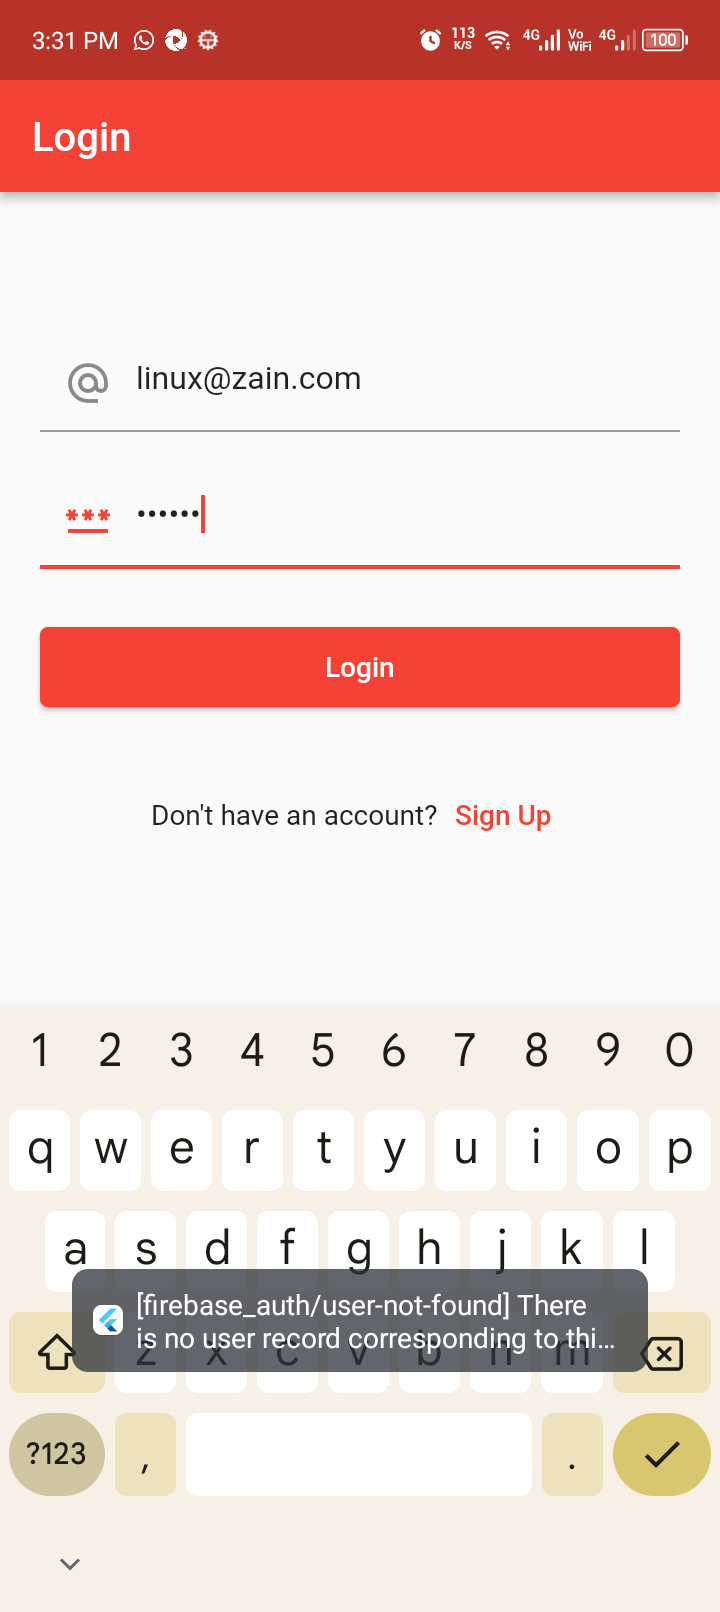 3:31 PM 113 K/S 4G Vo WiFi 4G 100
Login
linux@zain.com
******
Login
Don't have an account? Sign Up
1 2 3 4 5 6 7 8 9 0
q w e r t y u i o p
a s d f g h j k l
[firebase_auth/user-not-found] There
is no user record corresponding to thi...
z x c v b n m
?123 , .